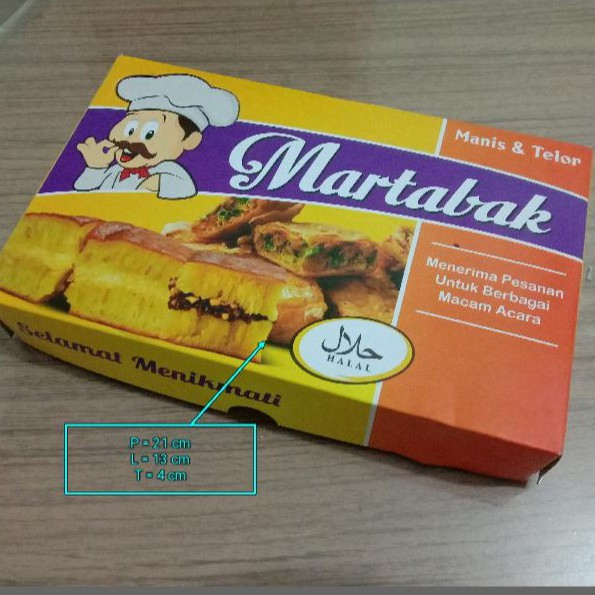 Manis & Telor
Martabak
Menerima Pesanan
Untuk Berbagai
Macam Acara
حلال
HALAL
Selamat Menikmati
P = 21 cm
L = 13 cm
T = 4 cm